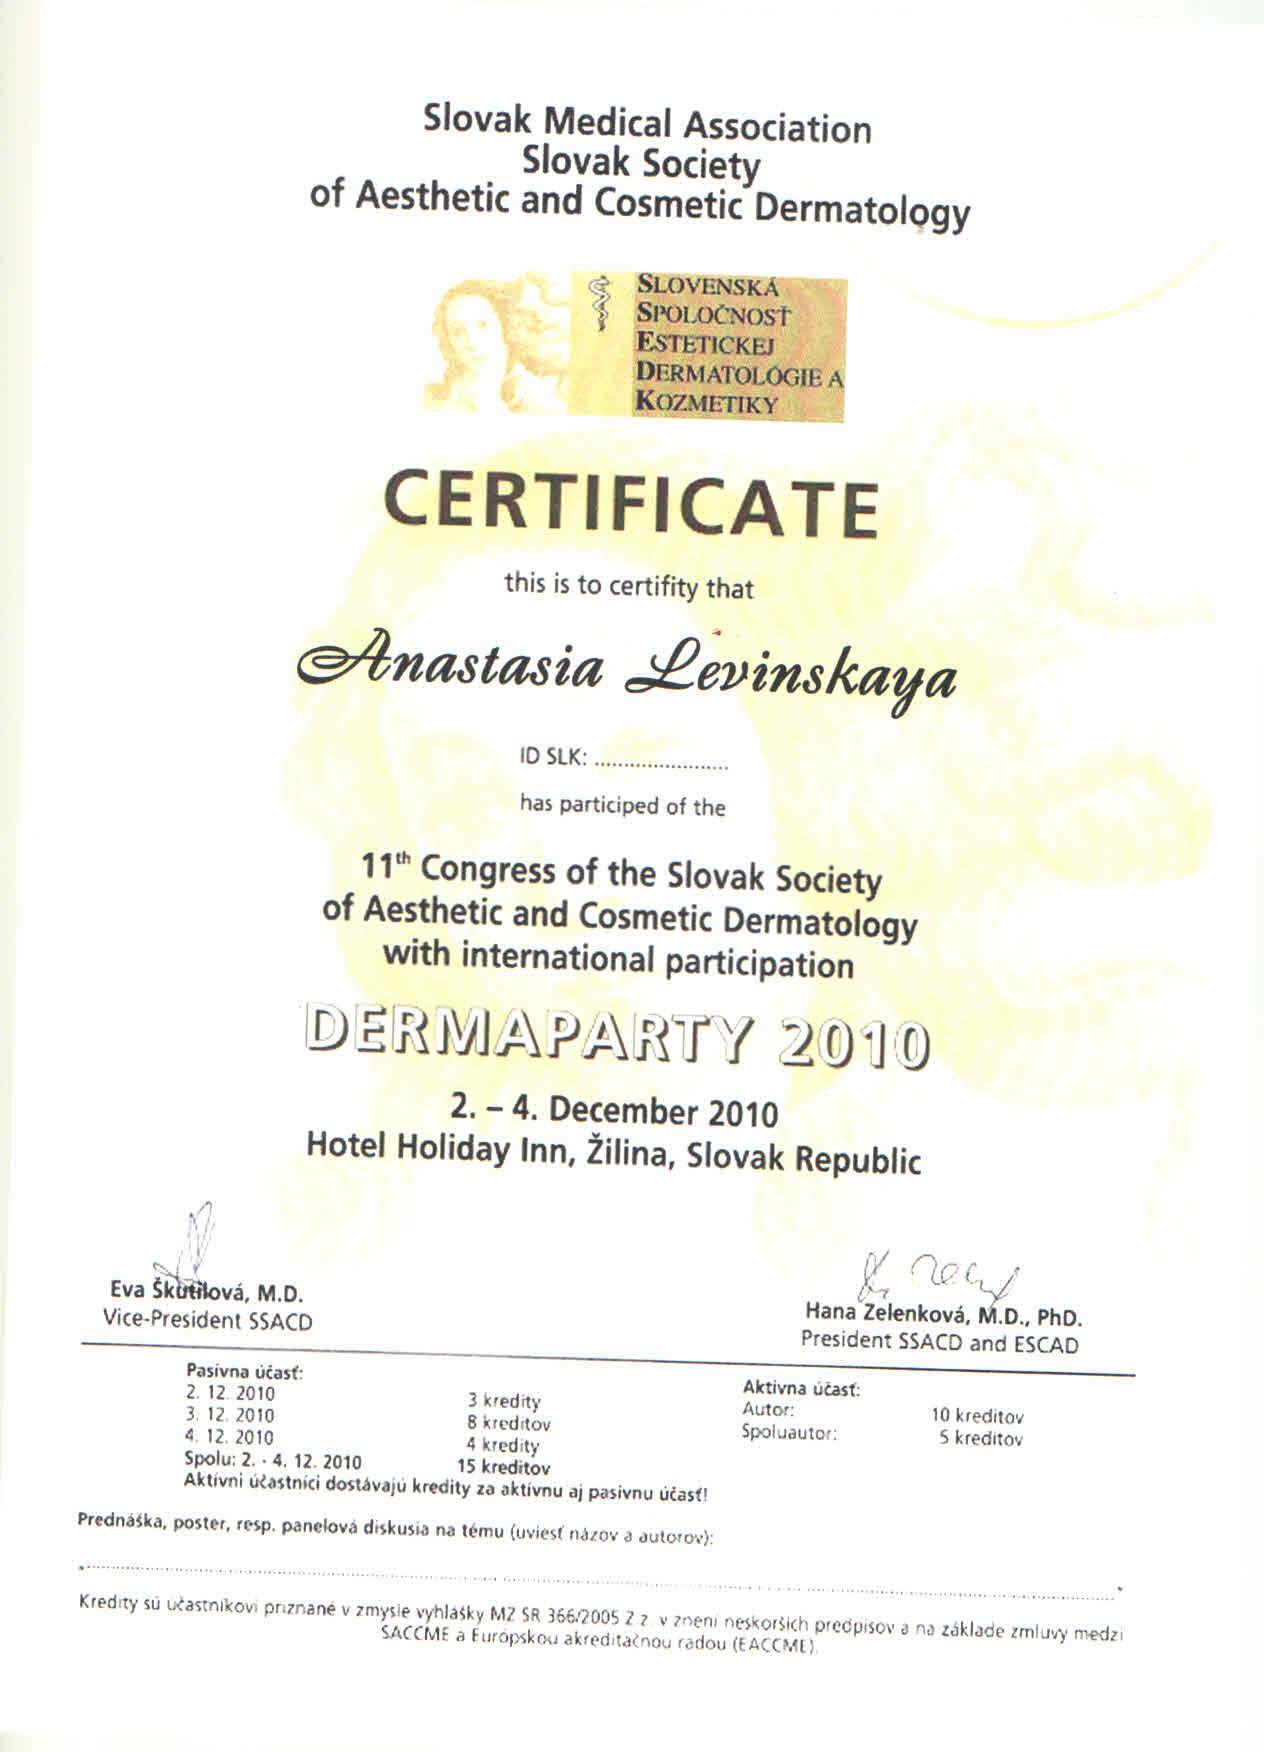 Slovak Medical Association
Slovak Society
of Aesthetic and Cosmetic Dermatology
SLOVENSKÁ
SPOLOČNOSŤ
ESTETICKEJ
DERMATOLÓGIE A
KOZMETIKY
CERTIFICATE
this is to certifity that
Anastasia Levinskaya
ID SLK: ........................
has participed of the
11th Congress of the Slovak Society
of Aesthetic and Cosmetic Dermatology
with international participation
DERMAPARTY 2010
2. – 4. December 2010
Hotel Holiday Inn, Žilina, Slovak Republic
Eva Škutilová, M.D.
Vice-President SSACD
Hana Zelenková, M.D., PhD.
President SSACD and ESCAD
Pasívna účasť:
2. 12. 2010 3 kredity
3. 12. 2010 8 kreditov
4. 12. 2010 4 kredity
Spolu: 2. - 4. 12. 2010 15 kreditov
Aktívni účastníci dostávajú kredity za aktívnu aj pasívnu účasť!
Aktívna účasť:
Autor: 10 kreditov
Spoluautor: 5 kreditov
Prednáška, poster, resp. panelová diskusia na tému (uviesť názov a autorov):
Kredity sú účastníkovi priznané v zmysle vyhlášky MZ SR 366/2005 Z.z. v znení neskorších predpisov a na základe zmluvy medzi
SACCME a Európskou akreditačnou radou (EACCME).